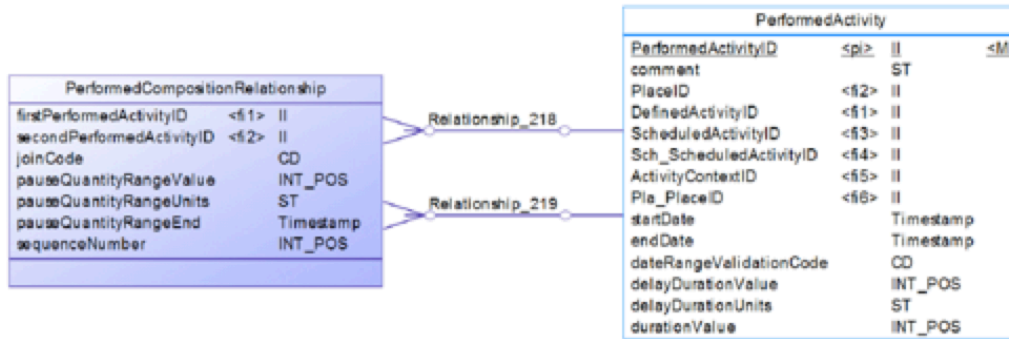 PerformedActivity
PerformedActivityID <pi> II <M
comment ST
PlaceID <fi2> II
DefinedActivityID <fi1> II
ScheduledActivityID <fi3> II
Sch_ScheduledActivityID <fi4> II
ActivityContextID <fi5> II
Pla_PlaceID <fi6> II
startDate Timestamp
endDate Timestamp
dateRangeValidationCode CD
delayDurationValue INT_POS
delayDurationUnits ST
durationValue INT_POS
PerformedCompositionRelationship
firstPerformedActivityID <fi1> II
secondPerformedActivityID <fi2> II
joinCode CD
pauseQuantityRangeValue INT_POS
pauseQuantityRangeUnits ST
pauseQuantityRangeEnd Timestamp
sequenceNumber INT_POS
Relationship_218
Relationship_219